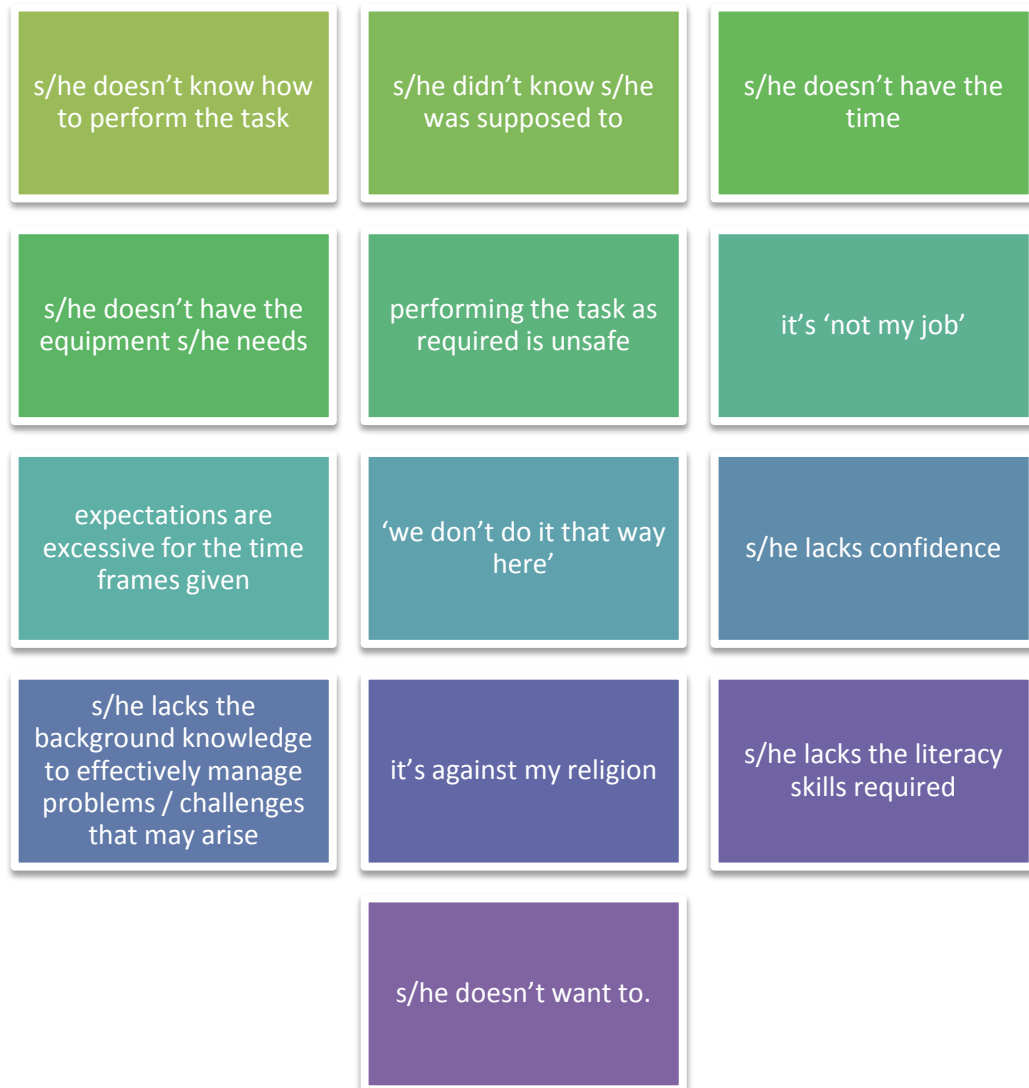 s/he doesn’t know how
to perform the task
s/he didn’t know s/he
was supposed to
s/he doesn’t have the
time
s/he doesn’t have the
equipment s/he needs
performing the task as
required is unsafe
it’s ‘not my job’
expectations are
excessive for the time
frames given
‘we don’t do it that way
here’
s/he lacks confidence
s/he lacks the
background knowledge
to effectively manage
problems / challenges
that may arise
it’s against my religion
s/he lacks the literacy
skills required
s/he doesn’t want to.